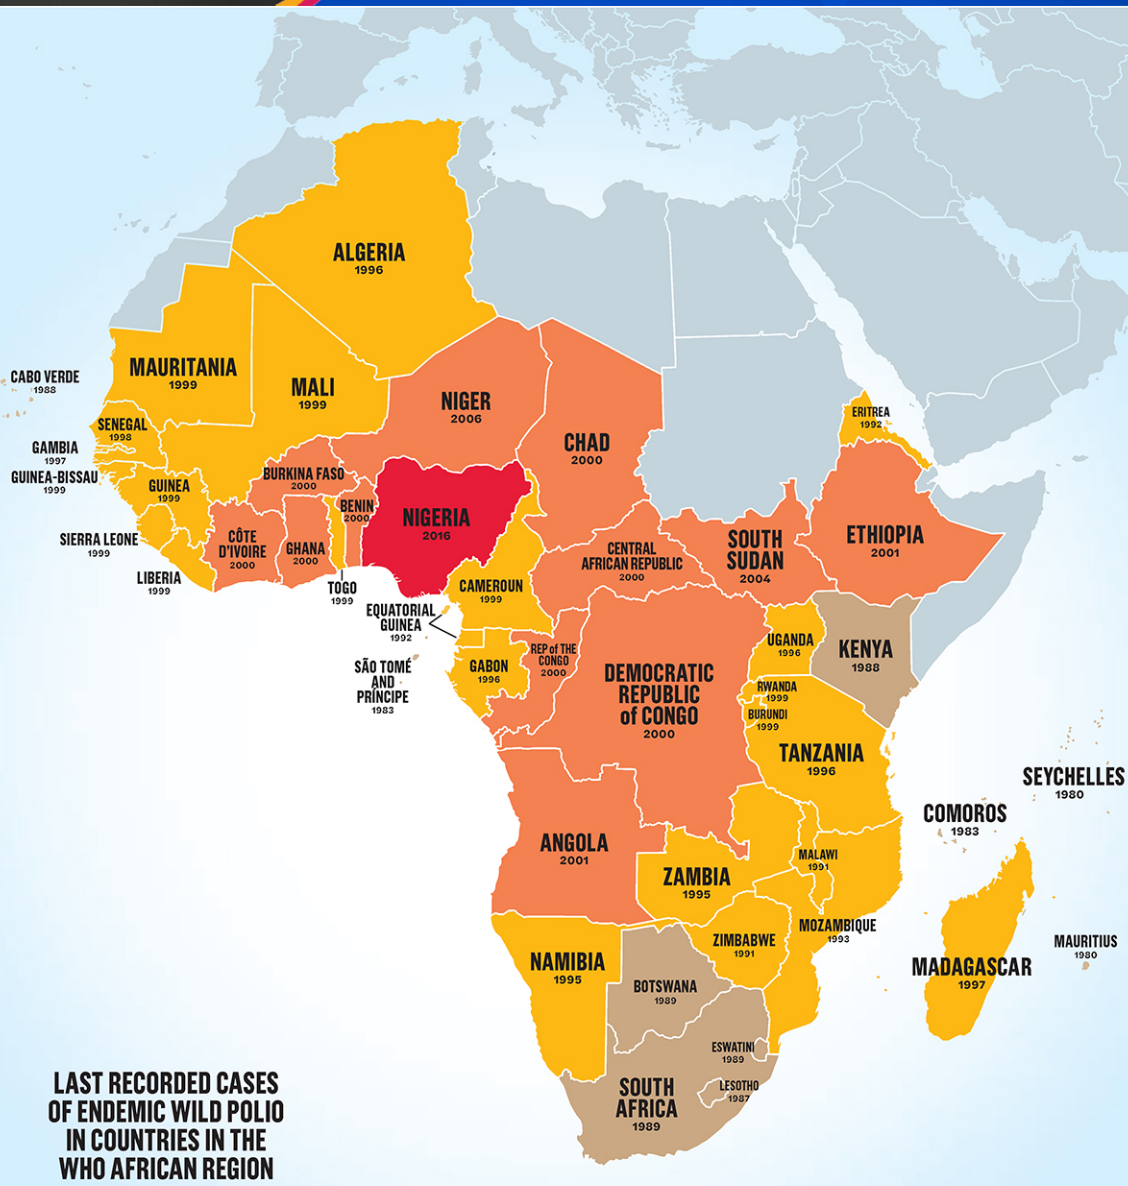 ALGERIA
1996
MAURITANIA
1999
MALI
1999
NIGER
2006
CHAD
2000
CABO VERDE
1988
SENEGAL
1998
GAMBIA
1997
GUINEA-BISSAU
1999
GUINEA
1999
SIERRA LEONE
1999
LIBERIA
1999
BURKINA FASO
2000
CÔTE
D'IVOIRE
2000
GHANA
2000
TOGO
1999
BENIN
2000
NIGERIA
2016
ERITREA
1992
ETHIOPIA
2001
SOUTH
SUDAN
2004
CENTRAL
AFRICAN REPUBLIC
2000
CAMEROUN
1999
EQUATORIAL
GUINEA
1992
SÃO TOMÉ
AND
PRÍNCIPE
1983
GABON
1996
REP of THE
CONGO
2000
DEMOCRATIC
REPUBLIC
of CONGO
2000
UGANDA
1996
KENYA
1988
RWANDA
1999
BURUNDI
1999
TANZANIA
1996
SEYCHELLES
1980
COMOROS
1983
ANGOLA
2001
ZAMBIA
1995
MALAWI
1991
MOZAMBIQUE
1993
ZIMBABWE
1991
MADAGASCAR
1997
MAURITIUS
1980
NAMIBIA
1995
BOTSWANA
1989
ESWATINI
1989
LESOTHO
1987
SOUTH
AFRICA
1989
LAST RECORDED CASES
OF ENDEMIC WILD POLIO
IN COUNTRIES IN THE
WHO AFRICAN REGION